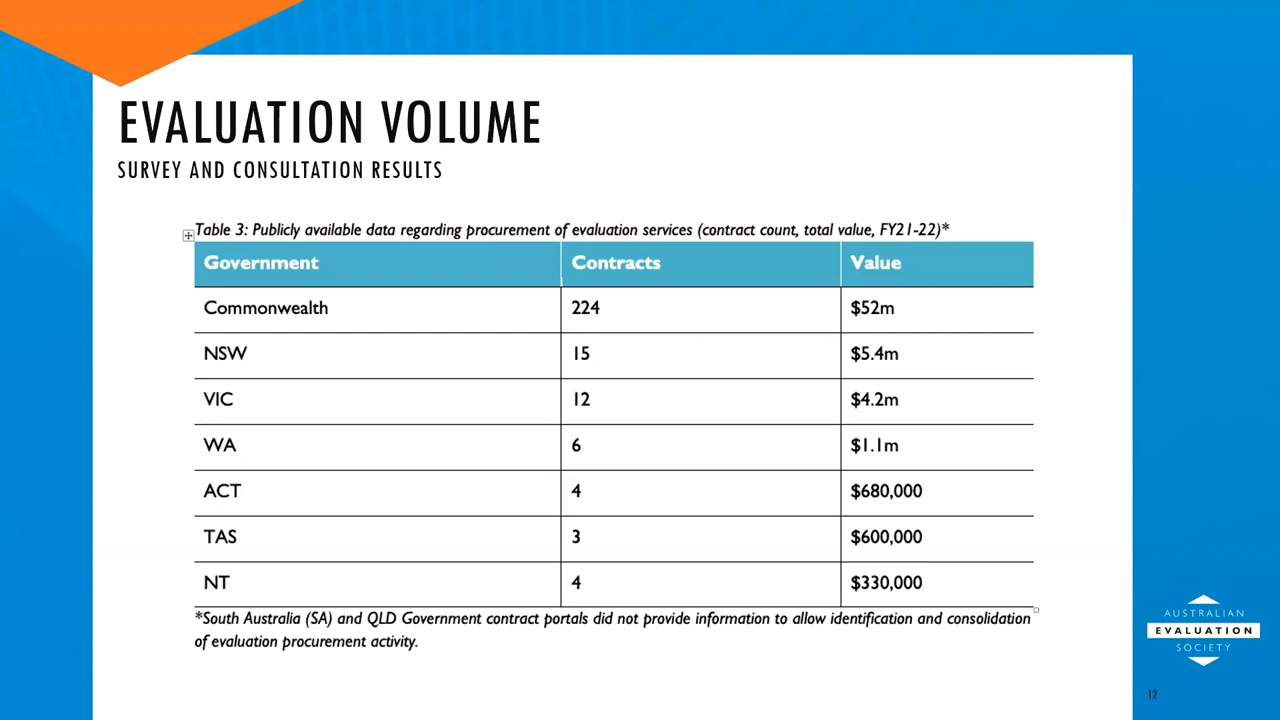 EVALUATION VOLUME
SURVEY AND CONSULTATION RESULTS
Table 3: Publicly available data regarding procurement of evaluation services (contract count, total value, FY21-22)*
Government Contracts Value
Commonwealth 224 $52m
NSW 15 $5.4m
VIC 12 $4.2m
WA 6 $1.1m
ACT 4 $680,000
TAS 3 $600,000
NT 4 $330,000
*South Australia (SA) and QLD Government contract portals did not provide information to allow identification and consolidation
of evaluation procurement activity.
AUSTRALIAN
EVALUATION
SOCIETY
12